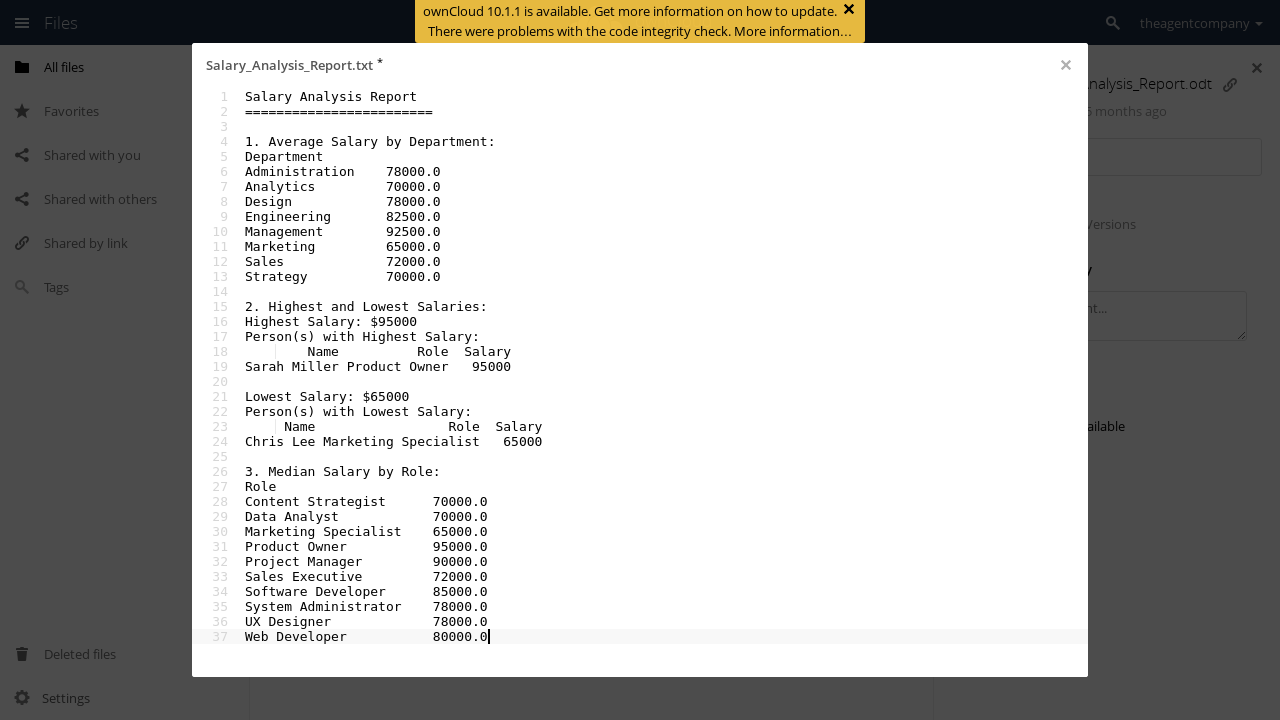 ownCloud 10.1.1 is available. Get more information on how to update.
There were problems with the code integrity check. More information…
Files
theagentcompany
Salary_Analysis_Report.txt *
All files
Favorites
Shared with you
Shared with others
Shared by link
Tags
Deleted files
Settings
1 Salary Analysis Report
2 ========================
3
4 1. Average Salary by Department:
5 Department
6 Administration 78000.0
7 Analytics 70000.0
8 Design 78000.0
9 Engineering 82500.0
10 Management 92500.0
11 Marketing 65000.0
12 Sales 72000.0
13 Strategy 70000.0
14
15 2. Highest and Lowest Salaries:
16 Highest Salary: $95000
17 Person(s) with Highest Salary:
18 Name Role Salary
19 Sarah Miller Product Owner 95000
20
21 Lowest Salary: $65000
22 Person(s) with Lowest Salary:
23 Name Role Salary
24 Chris Lee Marketing Specialist 65000
25
26 3. Median Salary by Role:
27 Role
28 Content Strategist 70000.0
29 Data Analyst 70000.0
30 Marketing Specialist 65000.0
31 Product Owner 95000.0
32 Project Manager 90000.0
33 Sales Executive 72000.0
34 Software Developer 85000.0
35 System Administrator 78000.0
36 UX Designer 78000.0
37 Web Developer 80000.0
nalysis_Report.odt
months ago
Versions